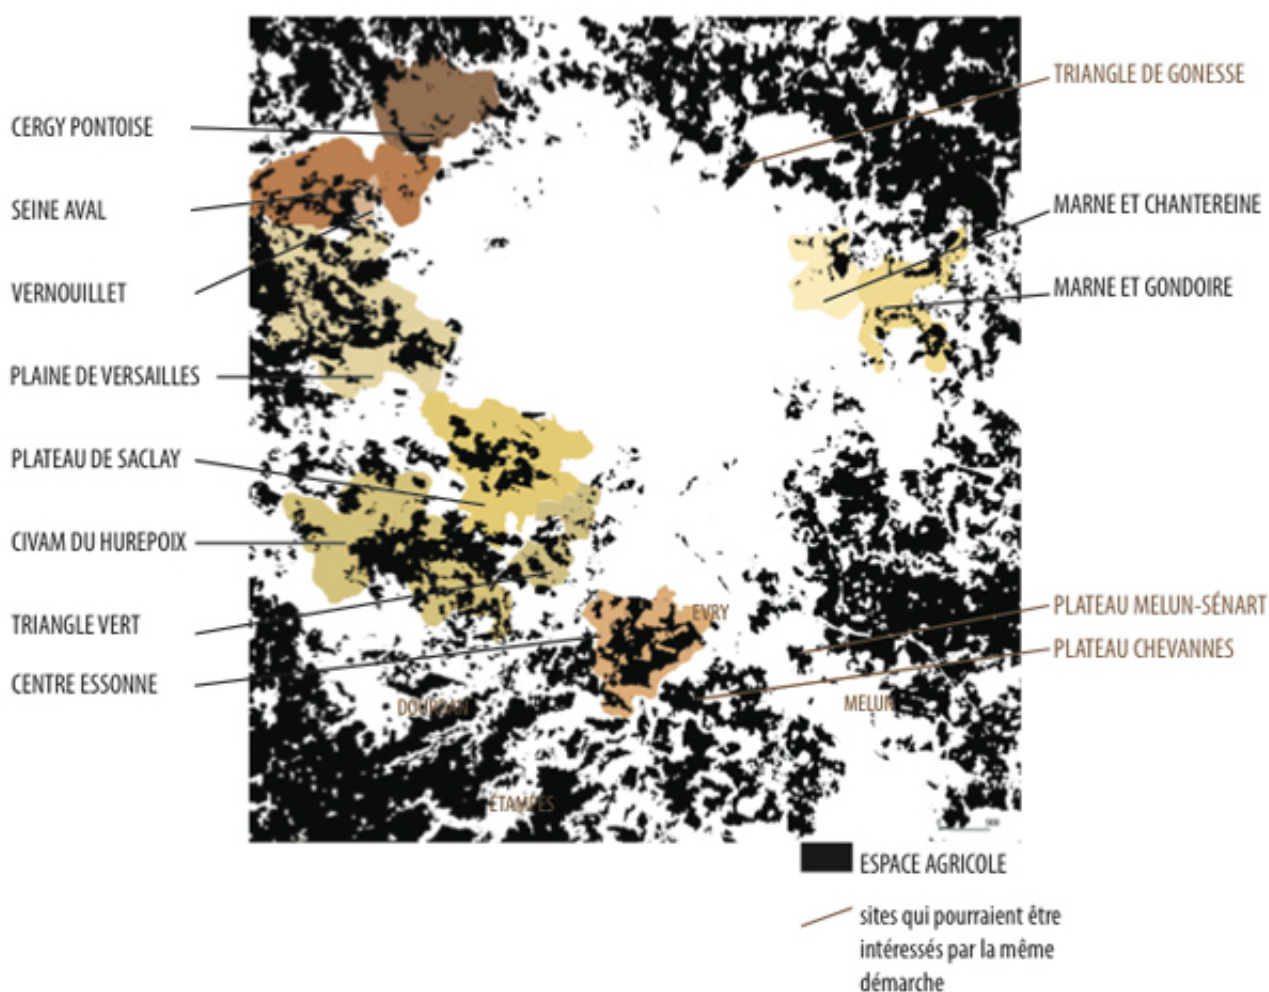 CERGY PONTOISE
SEINE AVAL
VERNOUILLET
PLAINE DE VERSAILLES
PLATEAU DE SACLAY
CIVAM DU HUREPOIX
TRIANGLE VERT
CENTRE ESSONNE
TRIANGLE DE GONESSE
MARNE ET CHANTEREINE
MARNE ET GONDOIRE
PLATEAU MELUN-SÉNART
PLATEAU CHEVANNES
EVRY
DOURDAN
MELUN
ÉTAMPES
ESPACE AGRICOLE
sites qui pourraient être
intéressés par la même
démarche